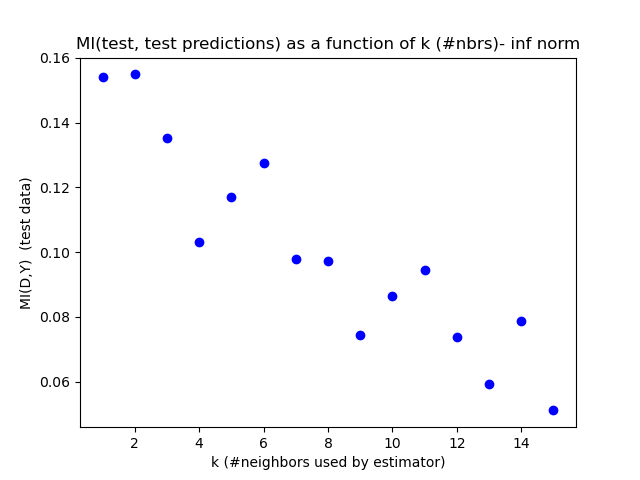 MI(test, test predictions) as a function of k (#nbrs)- inf norm
0.16
0.14
0.12
0.10
0.08
0.06
MI(D,Y)  (test data)
2 4 6 8 10 12 14
k (#neighbors used by estimator)